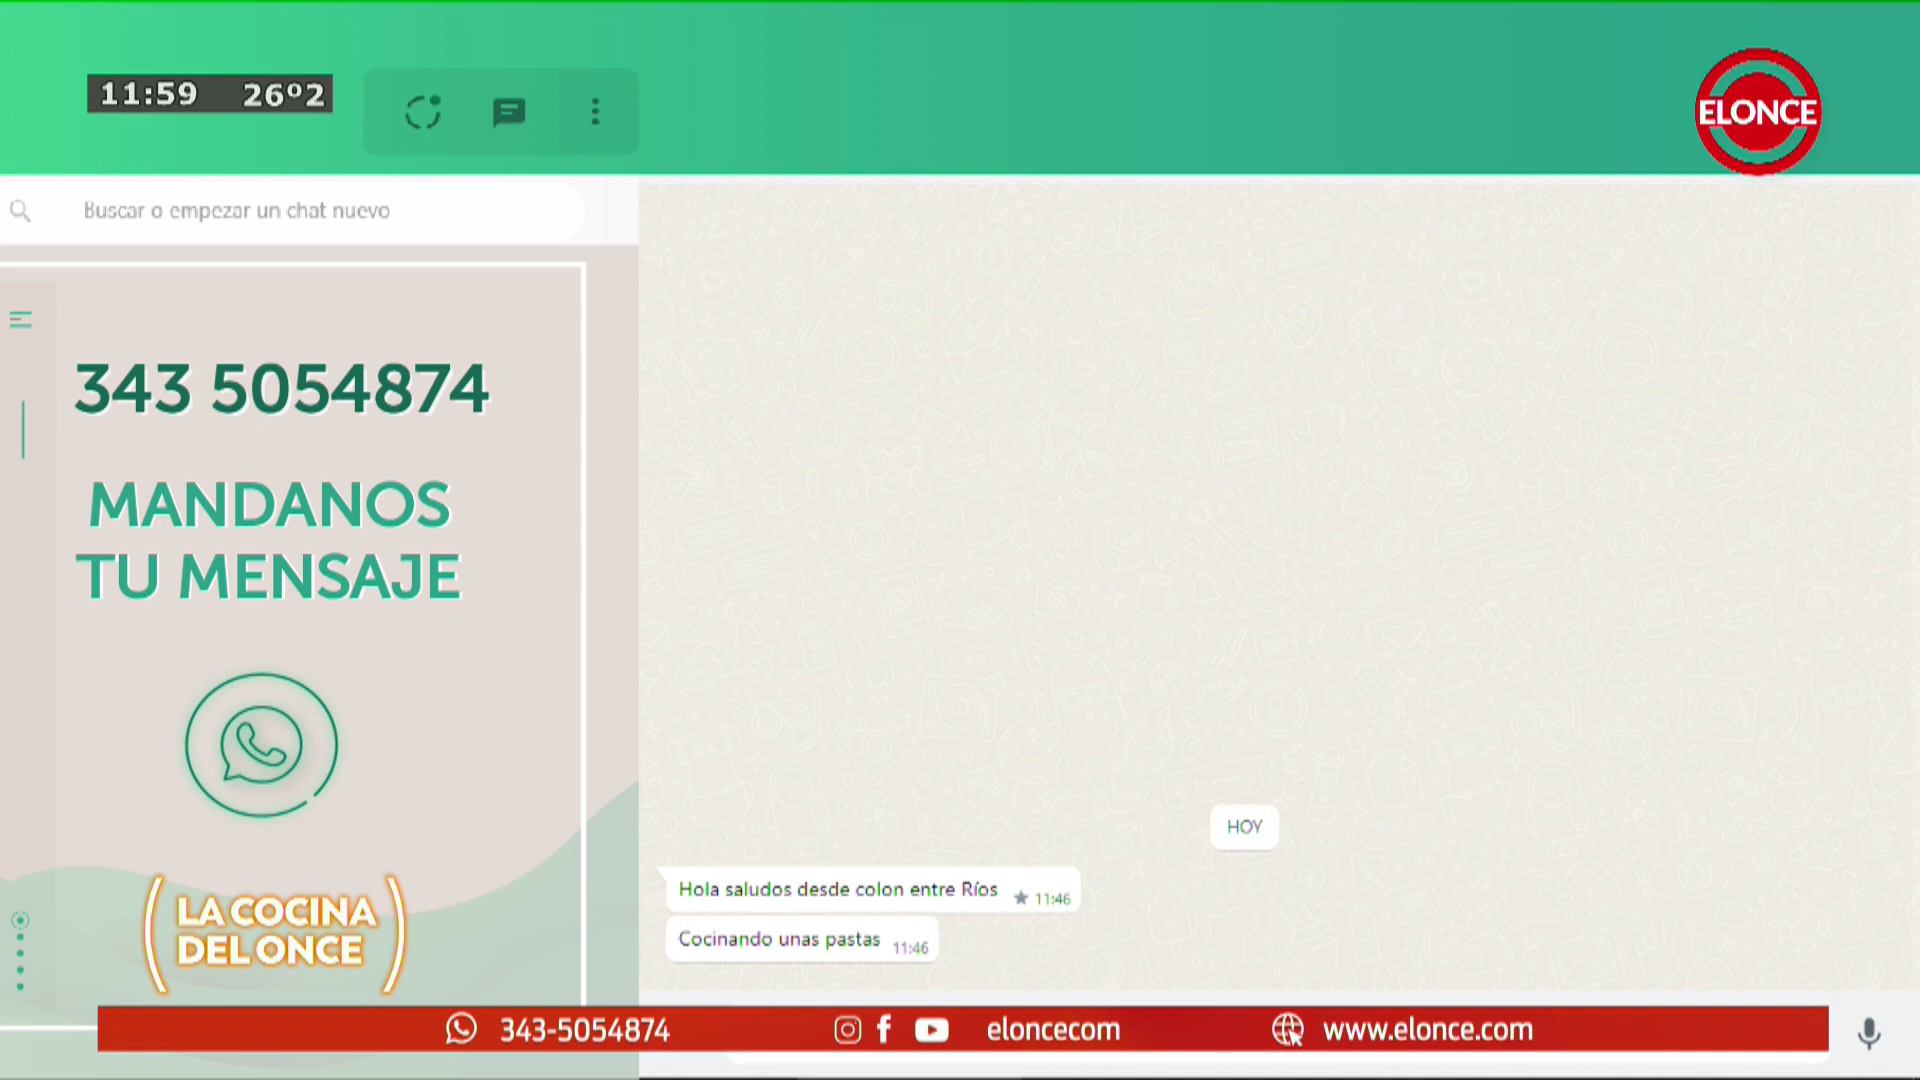 11:59 26º2
ELONCE
Buscar o empezar un chat nuevo
343 5054874
MANDANOS
TU MENSAJE
HOY
Hola saludos desde colon entre Ríos 11:46
Cocinando unas pastas 11:46
LA COCINA
DEL ONCE
343-5054874 eloncecom www.elonce.com